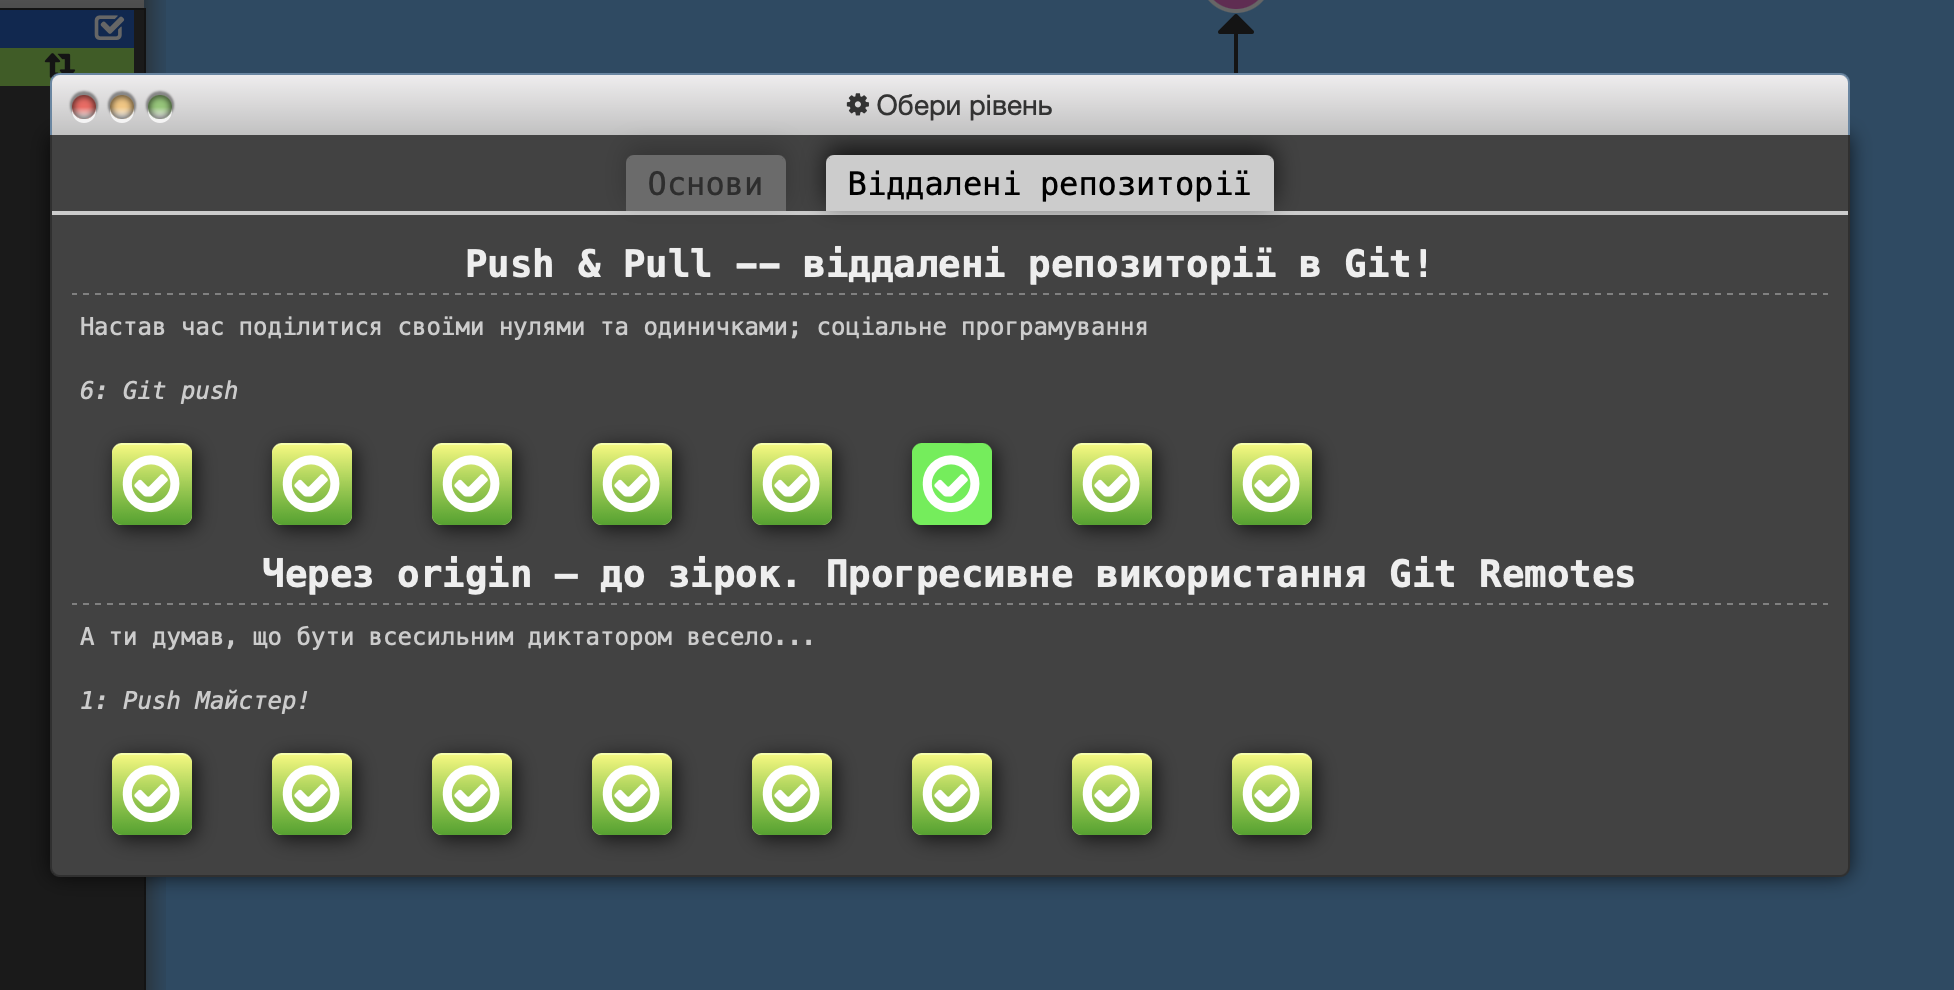 Обери рівень
Основи
Віддалені репозиторії
Push & Pull –– віддалені репозиторії в Git!
Настав час поділитися своїми нулями та одиничками; соціальне програмування
6: Git push
Через origin – до зірок. Прогресивне використання Git Remotes
А ти думав, що бути всесильним диктатором весело...
1: Push Майстер!